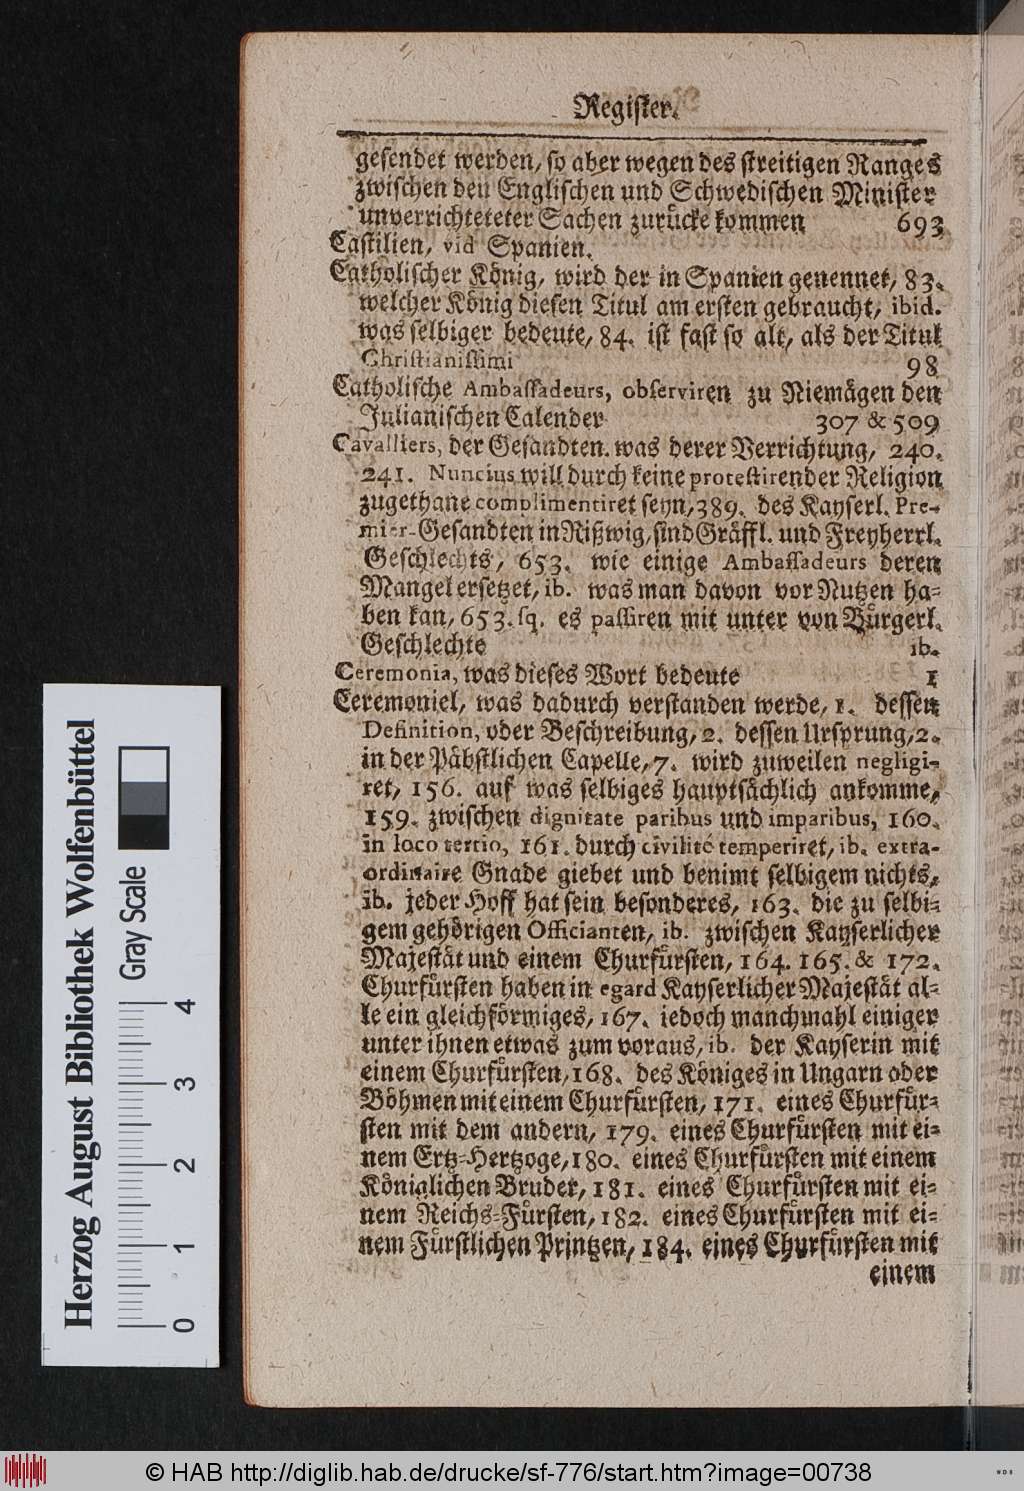 Register.
gesendet werden, so aber wegen des streitigen Ranges
zwischen den Englischen und Schwedischen Minister
unverrichteteter Sachen zurücke kommen 693
Castilien, vid Spanien.
Catholischer König, wird der in Spanien genennet, 83.
welcher König diesen Titul am ersten gebraucht, ibid.
was selbiger bedeute, 84. ist fast so alt, als der Titul
Christianissimi 98
Catholische Ambassadeurs, observiren zu Niemägen den
Julianischen Calender 307 & 509
Cavalliers, der Gesandten. was derer Verrichtung, 240.
241. Nuncius will durch keine protestirender Religion
zugethane complimentiret seyn, 389. des Kayserl. Pre-
mier-Gesandten in Rißwig, sind Gräffl. und Freyherrl.
Geschlechts, 653. wie einige Ambassadeurs deren
Mangel ersetzet, ib. was man davon vor Nutzen ha-
ben kan, 653. sq. es passiren mit unter von Bürgerl.
Geschlechte ib.
Ceremonia, was dieses Wort bedeute 1
Ceremoniel, was dadurch verstanden werde, 1. dessen
Definition, oder Beschreibung, 2. dessen Ursprung, 2.
in der Päbstlichen Capelle, 7. wird zuweilen negligi-
ret, 156. auf was selbiges hauptsächlich ankomme,
159. zwischen dignitate paribus und imparibus, 160.
in loco tertio, 161. durch civilité temperiret, ib. extra-
ordinaire Gnade giebet und benimt selbigem nichts,
ib. jeder Hoff hat sein besonderes, 163. die zu selbi-
gem gehörigen Officianten, ib. zwischen Kayserlicher
Majestät und einem Churfürsten, 164. 165. & 172.
Churfürsten haben in egard Kayserlicher Majestät al-
le ein gleichförmiges, 167. iedoch manchmahl einiger
unter ihnen etwas zum voraus, ib. der Kayserin mit
einem Churfürsten, 168. des Königes in Ungarn oder
Böhmen mit einem Churfürsten, 171. eines Churfür-
sten mit dem andern, 179. eines Churfürsten mit ei-
nem Ertz-Hertzoge, 180. eines Churfürsten mit einem
Königlichen Bruder, 181. eines Churfürsten mit ei-
nem Reichs-Fürsten, 182. eines Churfürsten mit ei-
nem Fürstlichen Printzen, 184. eines Churfürsten mit
einem
Herzog August Bibliothek Wolfenbüttel
Gray Scale
0 1 2 3 4
© HAB http://diglib.hab.de/drucke/sf-776/start.htm?image=00738